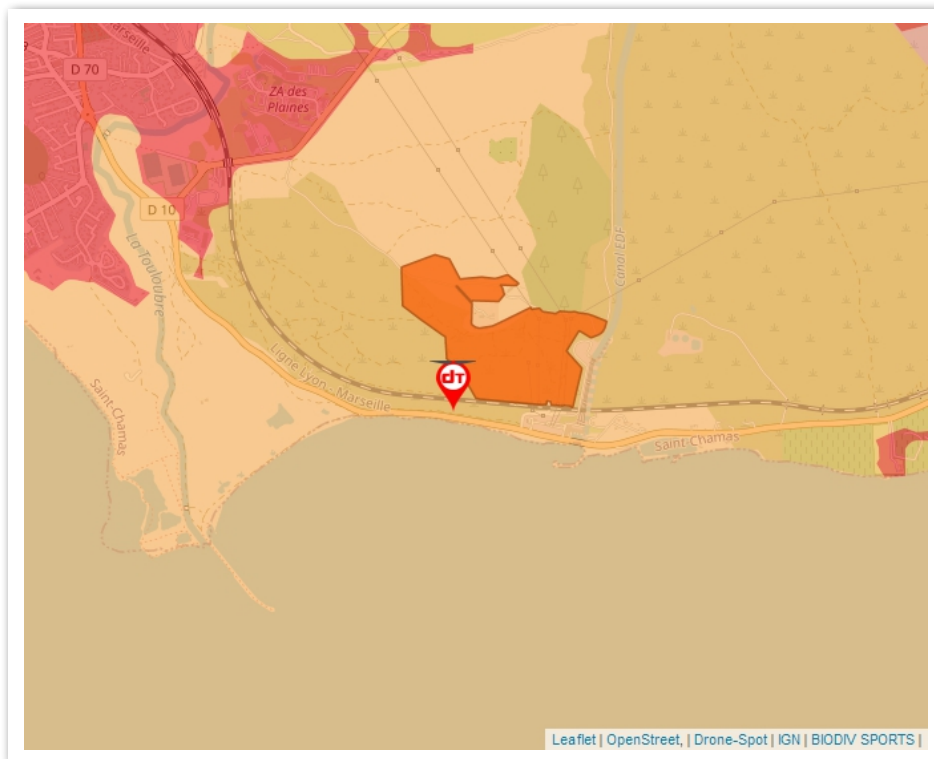 Marseille
D 70
ZA des
Plaines
D 10
La Touloubre
Canal EDF
Ligne Lyon - Marseille
dT
Saint-Chamas
Saint-Chamas
Leaflet | OpenStreet, | Drone-Spot | IGN | BIODIV SPORTS |